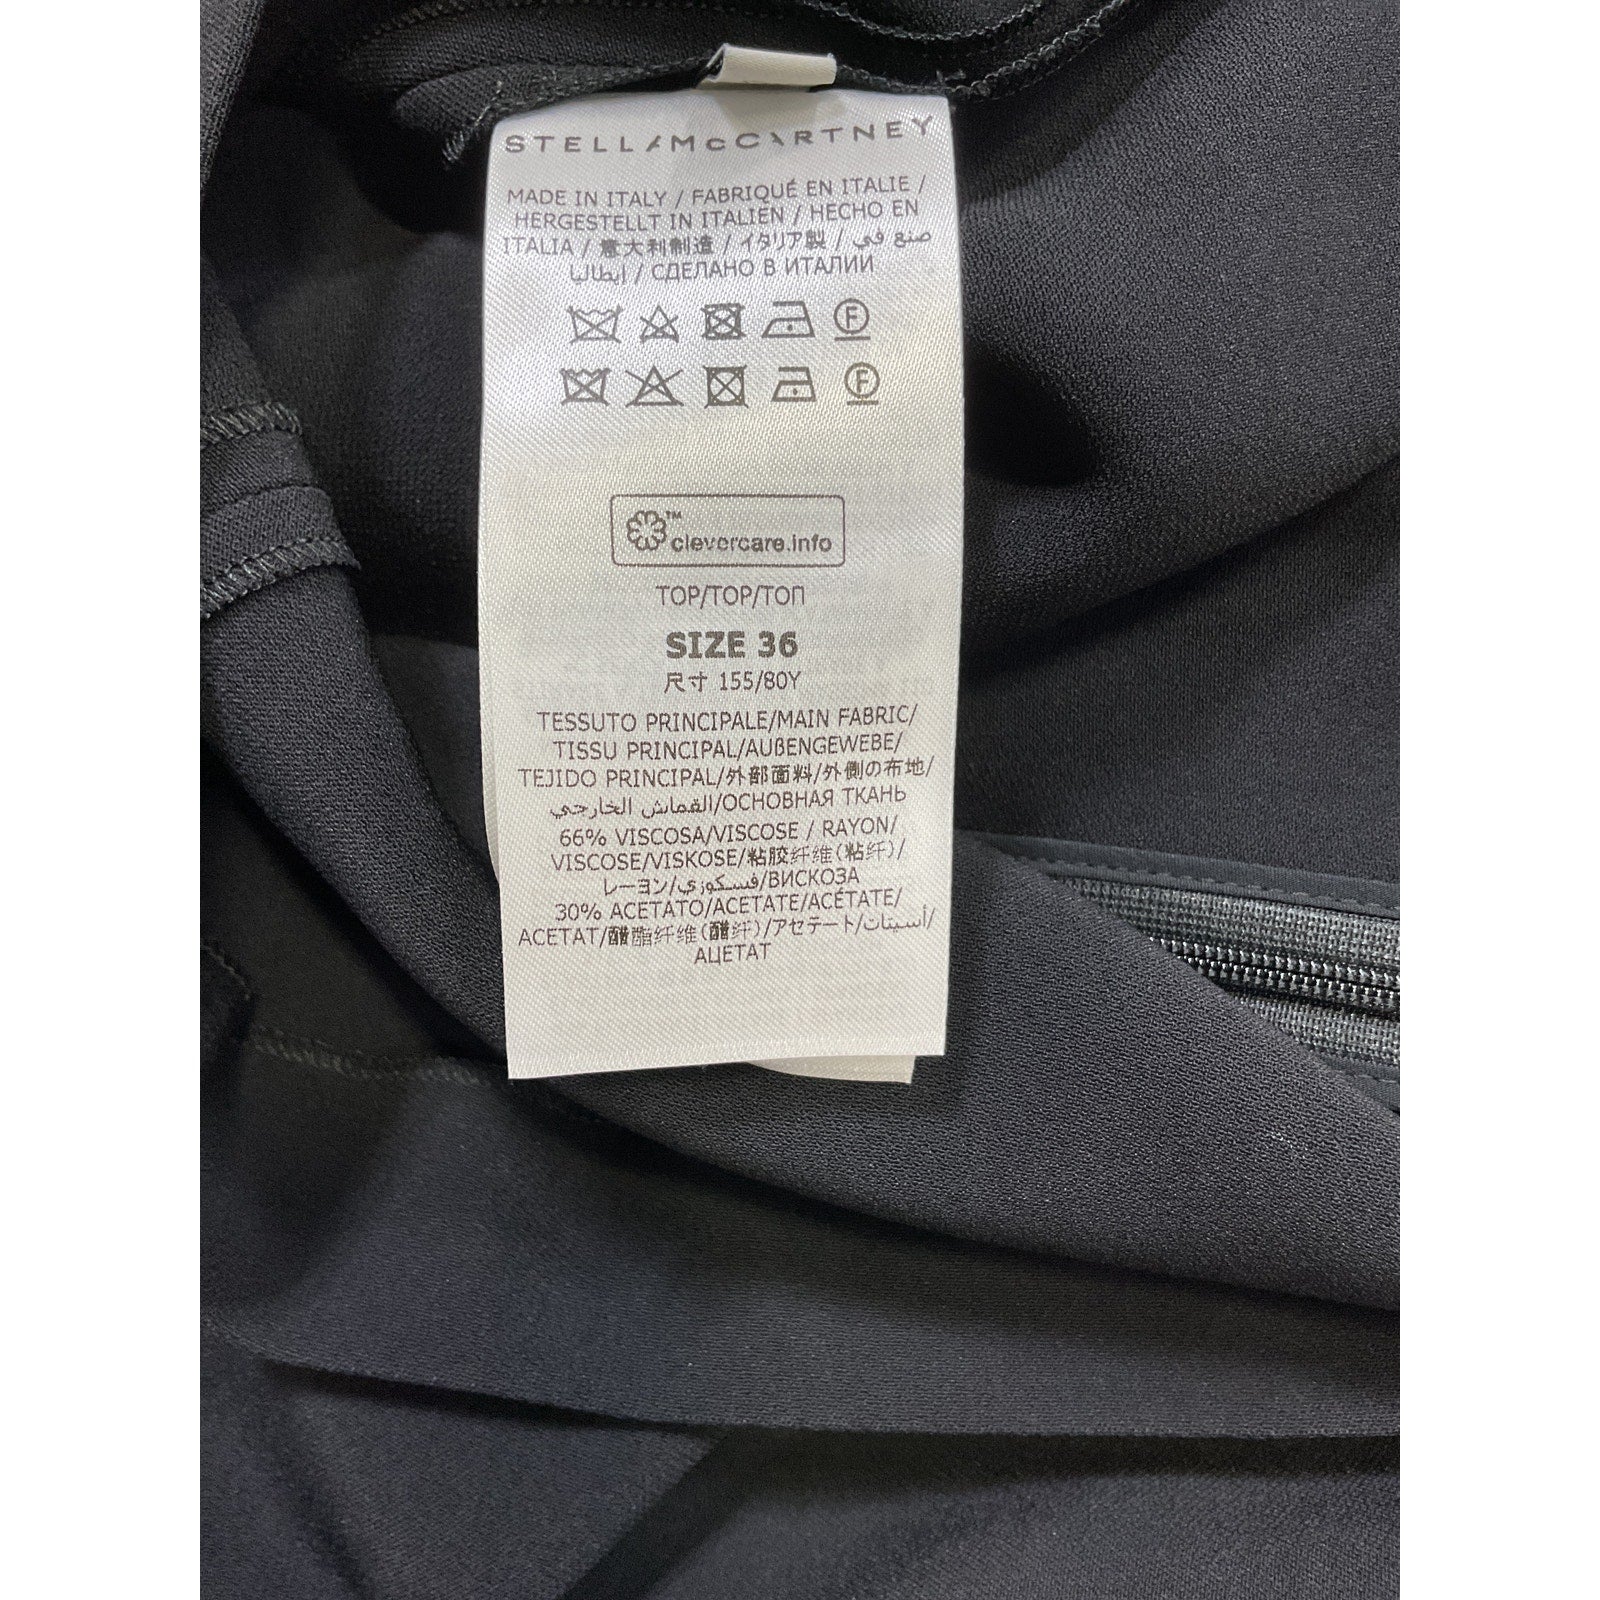 STELLA McCARTNEY
MADE IN ITALY / FABRIQUÉ EN ITALIE /
HERGESTELLT IN ITALIEN / HECHO EN
ITALIA / 意大利制造 / イタリア製 / صنع في
إيطاليا / СДЕЛАНО В ИТАЛИИ
F
F
™
clevercare.info
TOP/TOP/ТОП
SIZE 36
尺寸 155/80Y
TESSUTO PRINCIPALE/MAIN FABRIC/
TISSU PRINCIPAL/AUßENGEWEBE/
TEJIDO PRINCIPAL/外部面料/外側の布地/
القماش الخارجي/ОСНОВНАЯ ТКАНЬ
66% VISCOSA/VISCOSE / RAYON/
VISCOSE/VISKOSE/粘胶纤维(粘纤)/
レーヨン/فسكوزي/ВИСКОЗА
30% ACETATO/ACETATE/ACÉTATE/
ACETAT/醋酯纤维(醋纤)/アセテート/أسيتات/
АЦЕТАТ